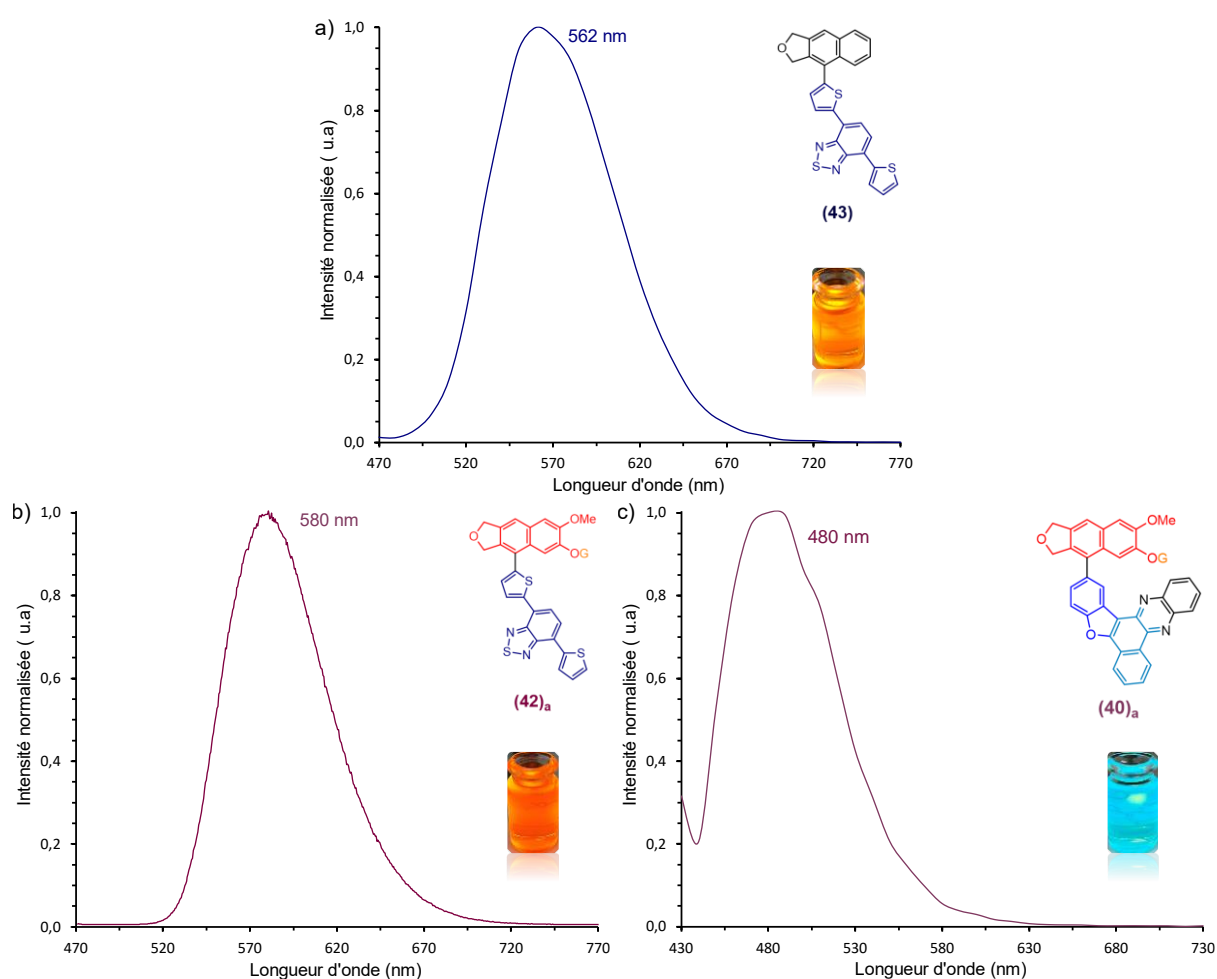 a)
562 nm
Intensité normalisée ( u.a)
1,0
0,8
0,6
0,4
0,2
0,0
470 520 570 620 670 720 770
Longueur d'onde (nm)
O
S
N
S
N
S
(43)
b)
580 nm
Intensité normalisée ( u.a)
1,0
0,8
0,6
0,4
0,2
0,0
470 520 570 620 670 720 770
Longueur d'onde (nm)
O
OMe
OG
S
N
S
N
S
(42)a
c)
480 nm
Intensité normalisée ( u.a)
1,0
0,8
0,6
0,4
0,2
0,0
430 480 530 580 630 680 730
Longueur d'onde (nm)
O
OMe
OG
N
N
O
(40)a